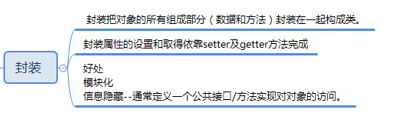 封装把对象的所有组成部分（数据和方法）封装在一起构成类。
封装属性的设置和取得依靠setter及getter方法完成
封装
好处
模块化
信息隐藏--通常定义一个公共接口/方法实现对对象的访问。